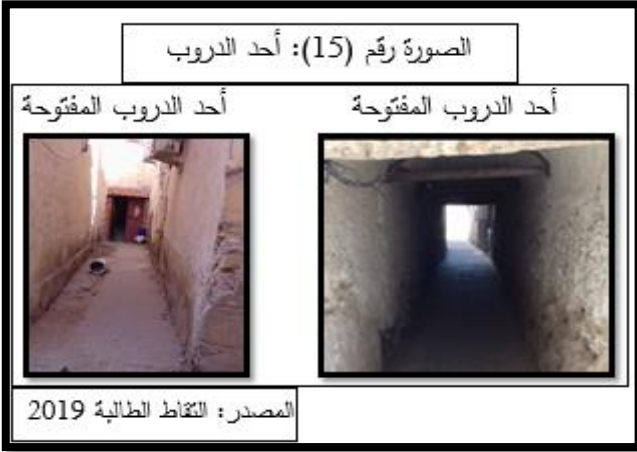 الصورة رقم (15): أحد الدروب
أحد الدروب المفتوحة
أحد الدروب المفتوحة
المصدر: التقاط الطالبة 2019